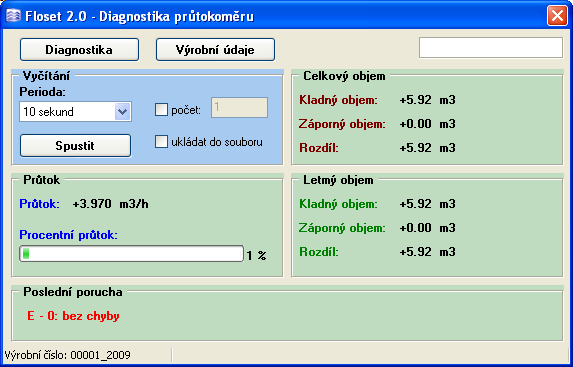 Floset 2.0 - Diagnostika průtokoměru
Diagnostika
Výrobní údaje
Vyčítání
Perioda:
10 sekund
počet:
1
Spustit
ukládat do souboru
Celkový objem
Kladný objem: +5.92 m3
Záporný objem: +0.00 m3
Rozdíl: +5.92 m3
Průtok
Průtok: +3.970 m3/h
Procentní průtok:
1 %
Letmý objem
Kladný objem: +5.92 m3
Záporný objem: +0.00 m3
Rozdíl: +5.92 m3
Poslední porucha
E - 0: bez chyby
Výrobní číslo: 00001_2009